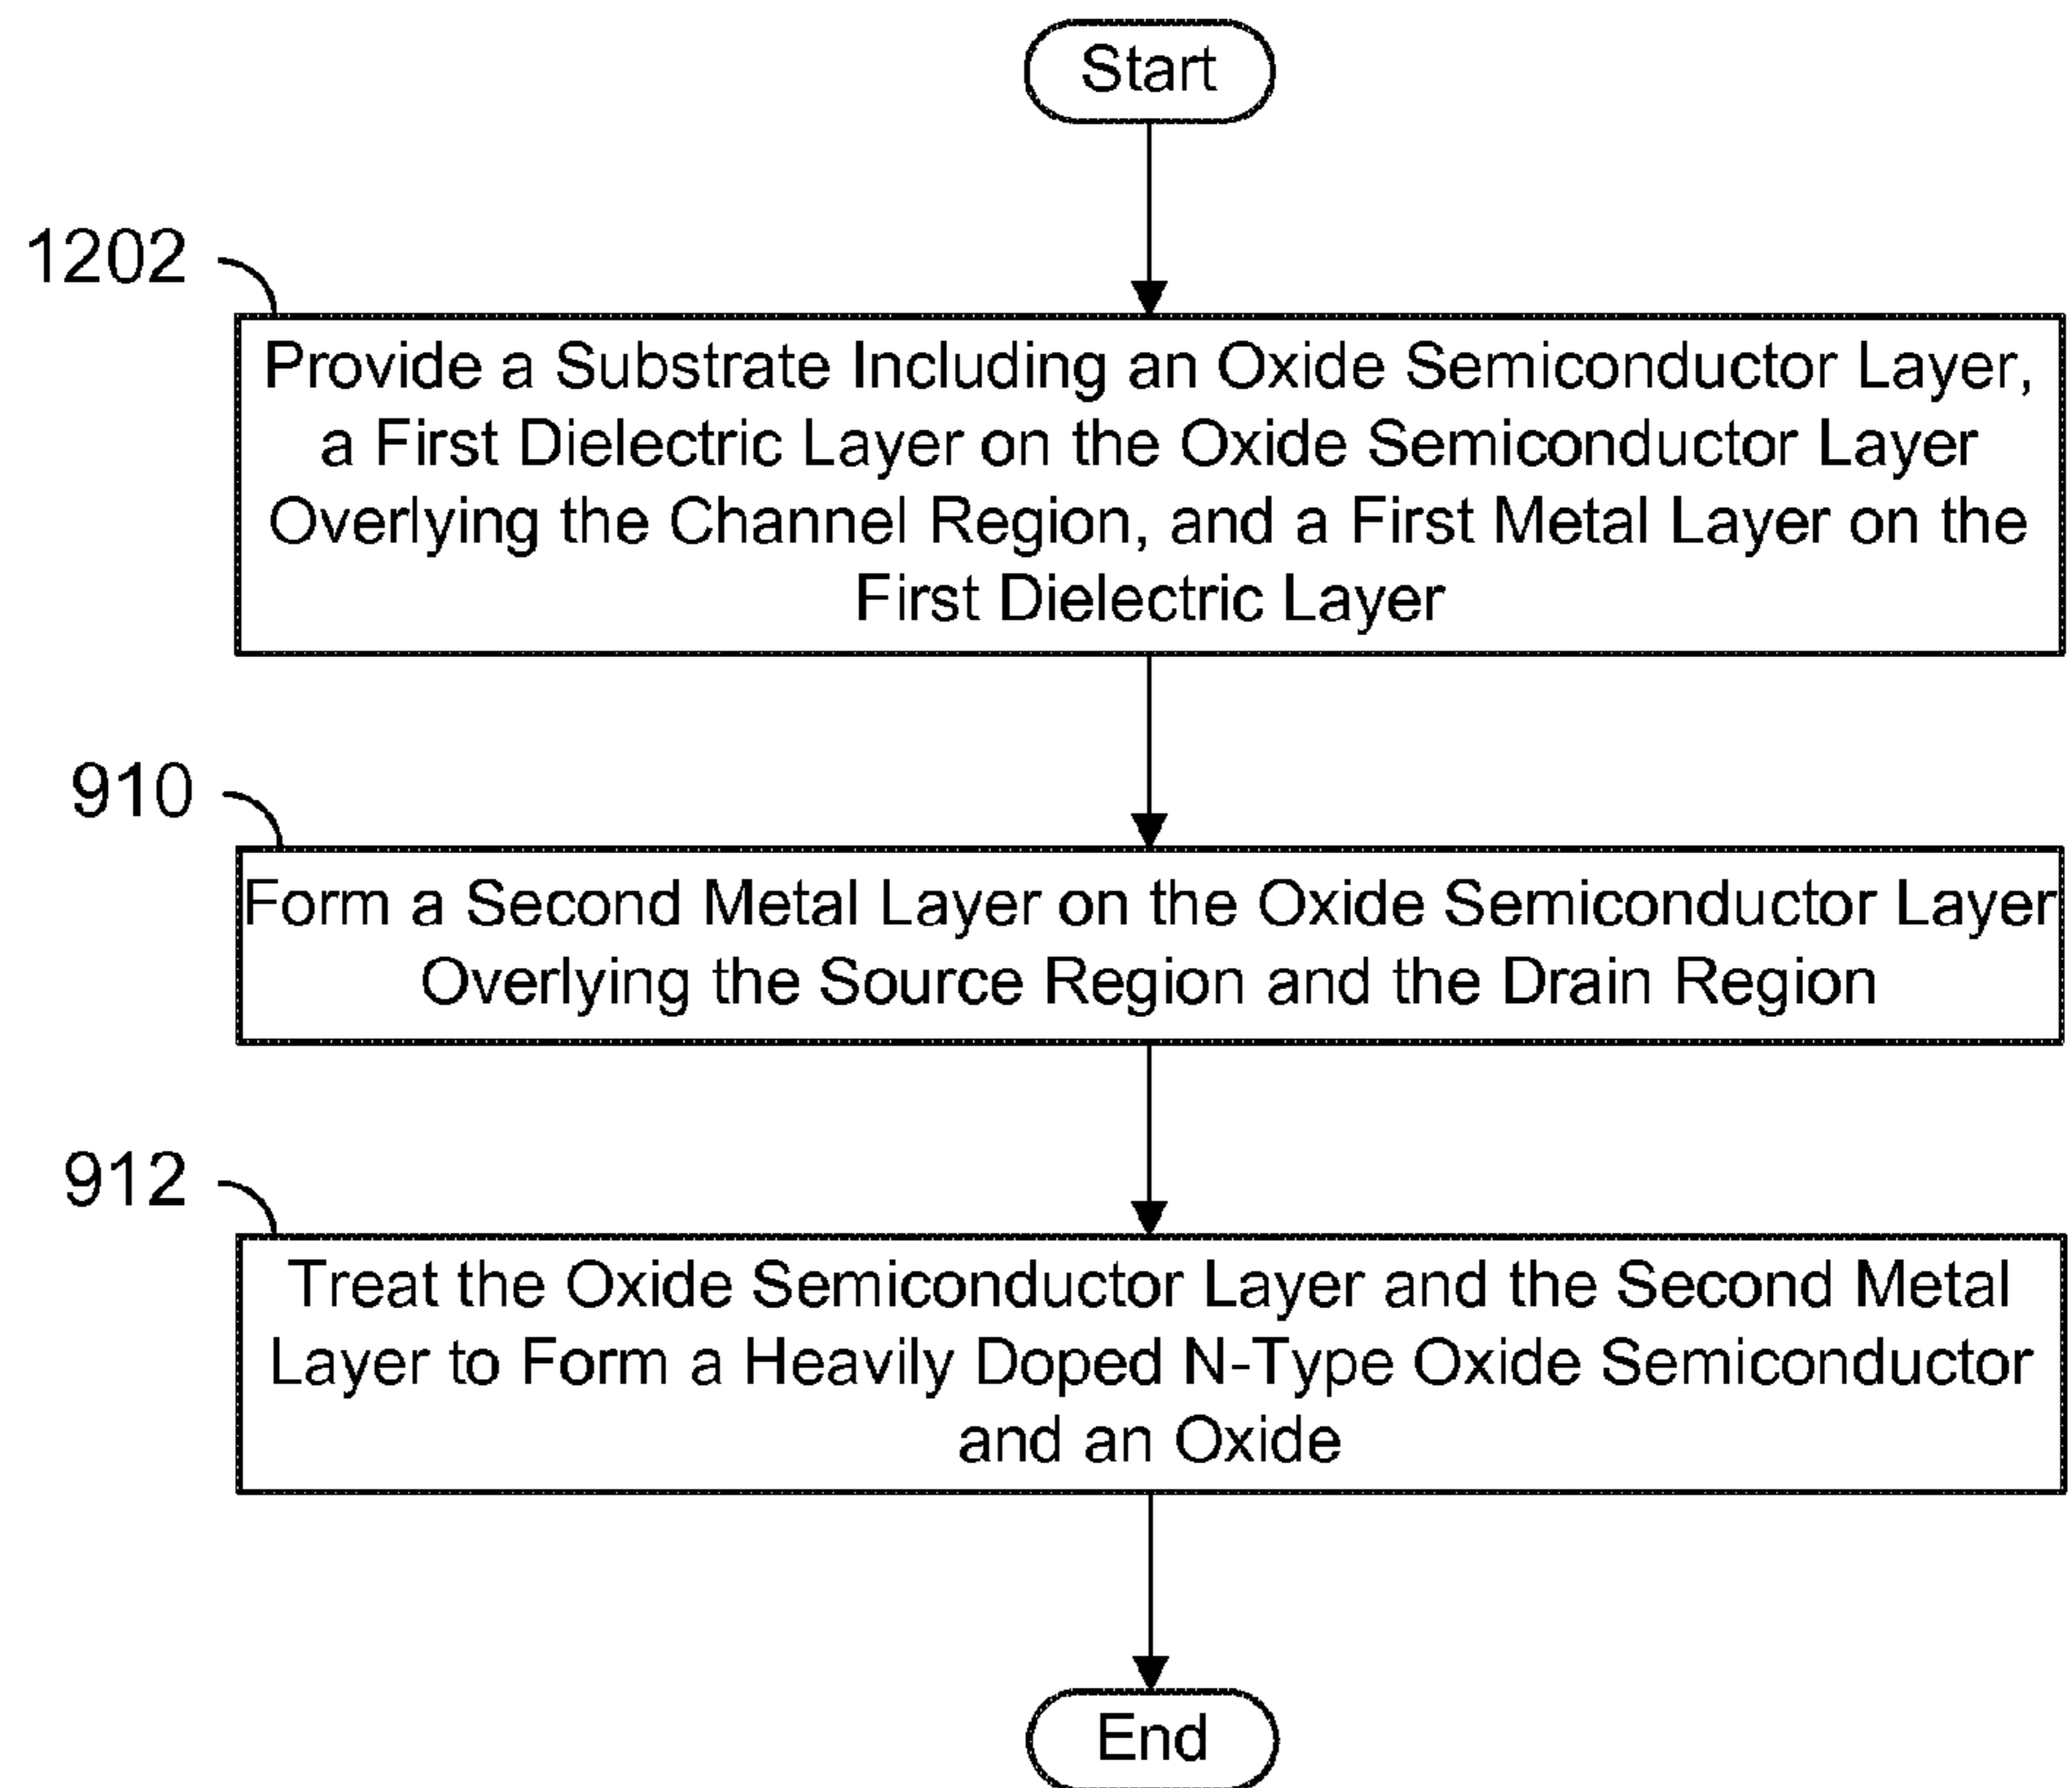 Start
1202
Provide a Substrate Including an Oxide Semiconductor Layer,
a First Dielectric Layer on the Oxide Semiconductor Layer
Overlying the Channel Region, and a First Metal Layer on the
First Dielectric Layer
910
Form a Second Metal Layer on the Oxide Semiconductor Layer
Overlying the Source Region and the Drain Region
912
Treat the Oxide Semiconductor Layer and the Second Metal
Layer to Form a Heavily Doped N-Type Oxide Semiconductor
and an Oxide
End